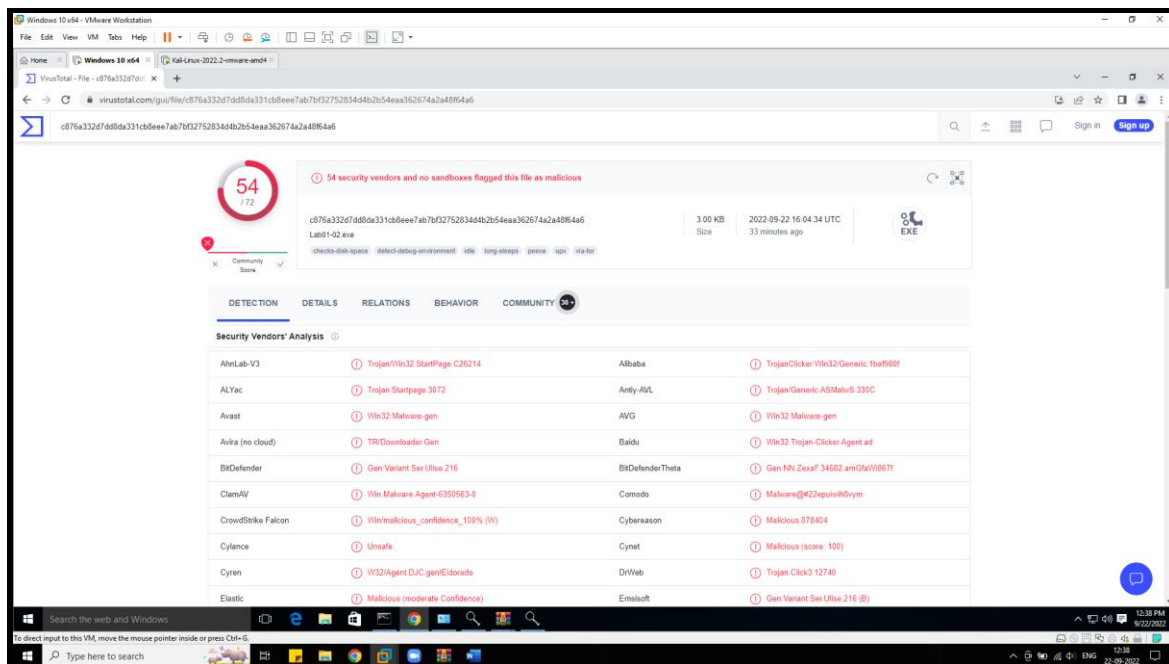 Windows 10 x64 - VMware Workstation
File Edit View VM Tabs Help
Home Windows 10 x64 Kali-Linux-2022.2-vmware-amd4
VirusTotal - File - c876a332d7dd
virustotal.com/gui/file/c876a332d7dd8da331cb8eee7ab7bf32752834d4b2b54eaa362674a2a48f64a6
c876a332d7dd8da331cb8eee7ab7bf32752834d4b2b54eaa362674a2a48f64a6 Sign in Sign up
54
/ 72
Community
Score
54 security vendors and no sandboxes flagged this file as malicious
c876a332d7dd8da331cb8eee7ab7bf32752834d4b2b54eaa362674a2a48f64a6
Lab01-02.exe
3.00 KB
Size
2022-09-22 16:04:34 UTC
33 minutes ago
EXE
checks-disk-space detect-debug-environment idle long-sleeps peexe upx via-tor
DETECTION DETAILS RELATIONS BEHAVIOR COMMUNITY 30+
Security Vendors' Analysis
AhnLab-V3 Trojan/Win32.StartPage.C26214 Alibaba TrojanClicker:Win32/Generic.1baf980f
ALYac Trojan.Startpage.3072 Antiy-AVL Trojan/Generic.ASMalwS.330C
Avast Win32:Malware-gen AVG Win32:Malware-gen
Avira (no cloud) TR/Downloader.Gen Baidu Win32.Trojan-Clicker.Agent.ad
BitDefender Gen:Variant.Ser.Ulise.216 BitDefenderTheta Gen:NN.ZexaF.34682.amGfaWi867f
ClamAV Win.Malware.Agent-6350563-0 Comodo Malware@#22epuivih0vym
CrowdStrike Falcon Win/malicious_confidence_100% (W) Cybereason Malicious.078404
Cylance Unsafe Cynet Malicious (score: 100)
Cyren W32/Agent.DJC.gen!Eldorado DrWeb Trojan.Click3.12740
Elastic Malicious (moderate Confidence) Emsisoft Gen:Variant.Ser.Ulise.216 (B)
Search the web and Windows 12:38 PM
9/22/2022
To direct input to this VM, move the mouse pointer inside or press Ctrl+G.
Type here to search ENG 12:38
22-09-2022